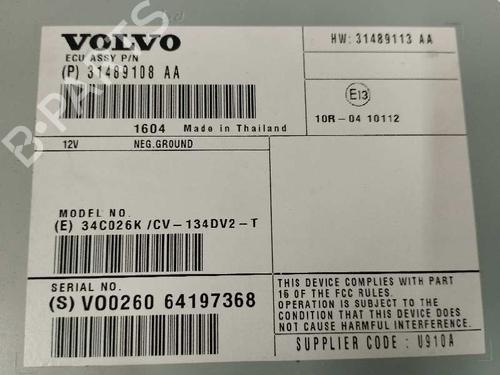 VOLVO
ECU ASSY P/N
(P) 31489108 AA
HW: 31489113 AA
E13
10R-04 10112
1604 Made in Thailand
12V NEG.GROUND
MODEL NO.
(E) 34C026K/CV-134DV2-T
SERIAL NO.
(S) VO0260 64197368
THIS DEVICE COMPLIES WITH PART
16 OF THE FCC RULES.
OPERATION IS SUBJECT TO THE
CONDITION THAT THIS DEVICE DOES
NOT CAUSE HARMFUL INTERFERENCE.
SUPPLIER CODE : U910A
B-PARTS